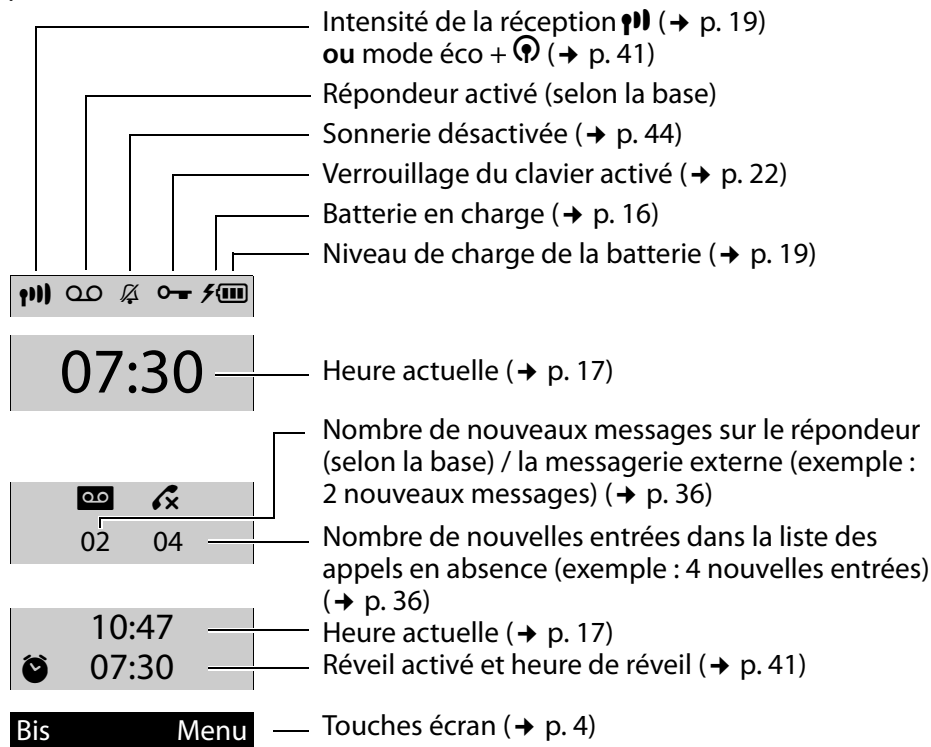 Intensité de la réception (➔ p. 19)
ou mode éco + (➔ p. 41)
Répondeur activé (selon la base)
Sonnerie désactivée (➔ p. 44)
Verrouillage du clavier activé (➔ p. 22)
Batterie en charge (➔ p. 16)
Niveau de charge de la batterie (➔ p. 19)
07:30
Heure actuelle (➔ p. 17)
Nombre de nouveaux messages sur le répondeur
(selon la base) / la messagerie externe (exemple :
2 nouveaux messages) (➔ p. 36)
02 04
Nombre de nouvelles entrées dans la liste des
appels en absence (exemple : 4 nouvelles entrées)
(➔ p. 36)
10:47
Heure actuelle (➔ p. 17)
07:30
Réveil activé et heure de réveil (➔ p. 41)
Bis Menu
Touches écran (➔ p. 4)